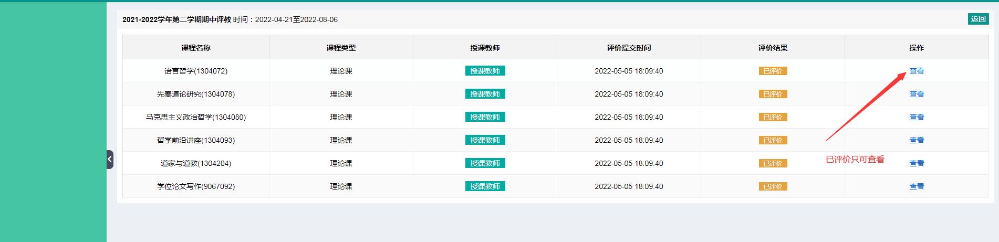 2021-2022学年第二学期期中评教 时间：2022-04-21至2022-08-06 返回
课程名称 课程类型 授课教师 评价提交时间 评价结果 操作
语言哲学(1304072) 理论课 授课教师 2022-05-05 18:09:40 已评价 查看
先秦道论研究(1304078) 理论课 授课教师 2022-05-05 18:09:40 已评价 查看
马克思主义政治哲学(1304080) 理论课 授课教师 2022-05-05 18:09:40 已评价 查看
哲学前沿讲座(1304093) 理论课 授课教师 2022-05-05 18:09:40 已评价 查看
已评价只可查看
道家与道教(1304204) 理论课 授课教师 2022-05-05 18:09:40 已评价 查看
学位论文写作(9067092) 理论课 授课教师 2022-05-05 18:09:40 已评价 查看